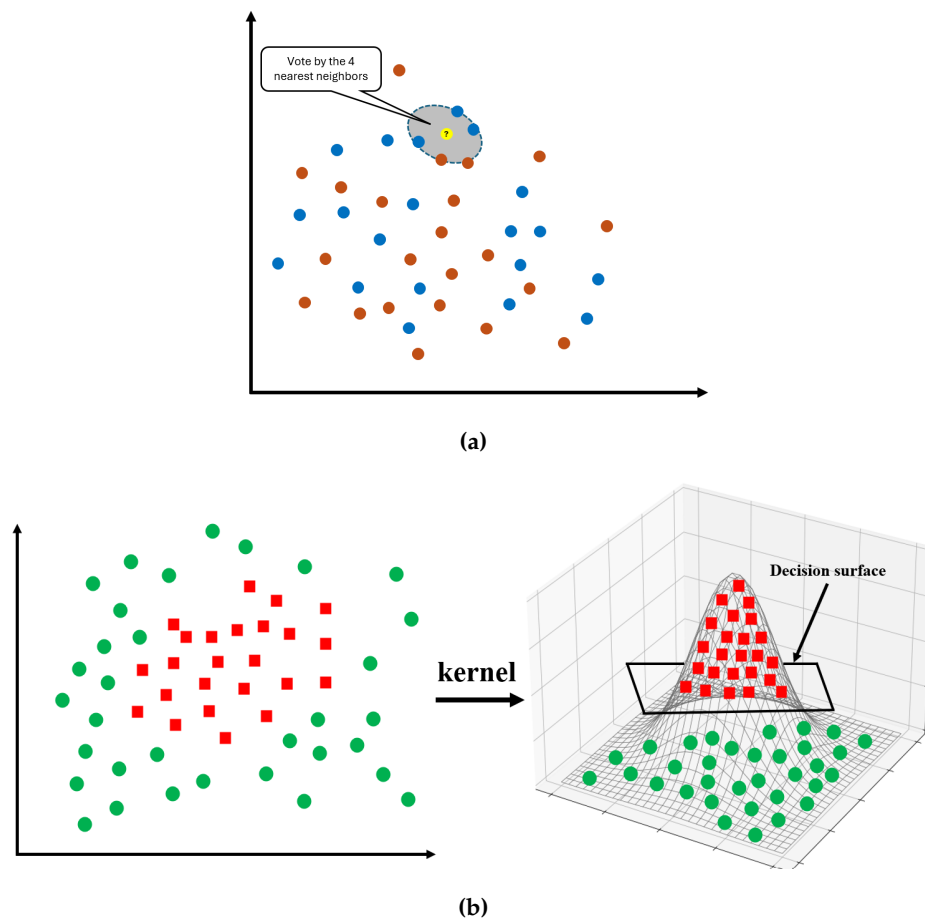 Vote by the 4
nearest neighbors
?
(a)
Decision surface
kernel
(b)